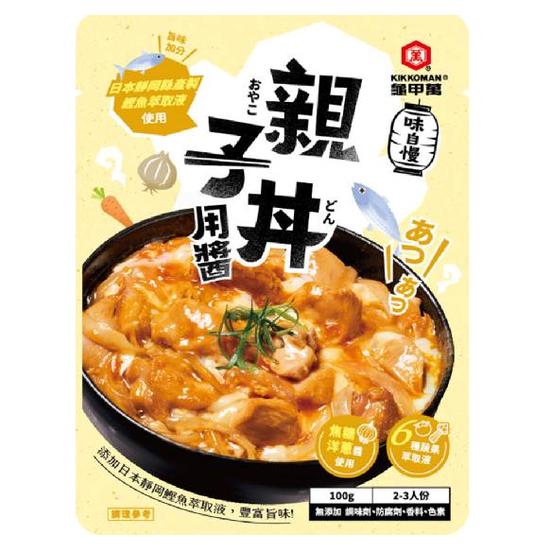 旨味
加分
日本靜岡縣產製
鰹魚萃取液
使用
萬
®
KIKKOMAN®
龜甲萬
味自慢
親子丼
おやこ
どん
用醬
あつ
あつ
焦糖
洋蔥醬
使用
6種蔬果
萃取液
添加日本靜岡鰹魚萃取液，豐富旨味!
100g
2-3人份
調理參考
無添加 調味劑、防腐劑、香料、色素